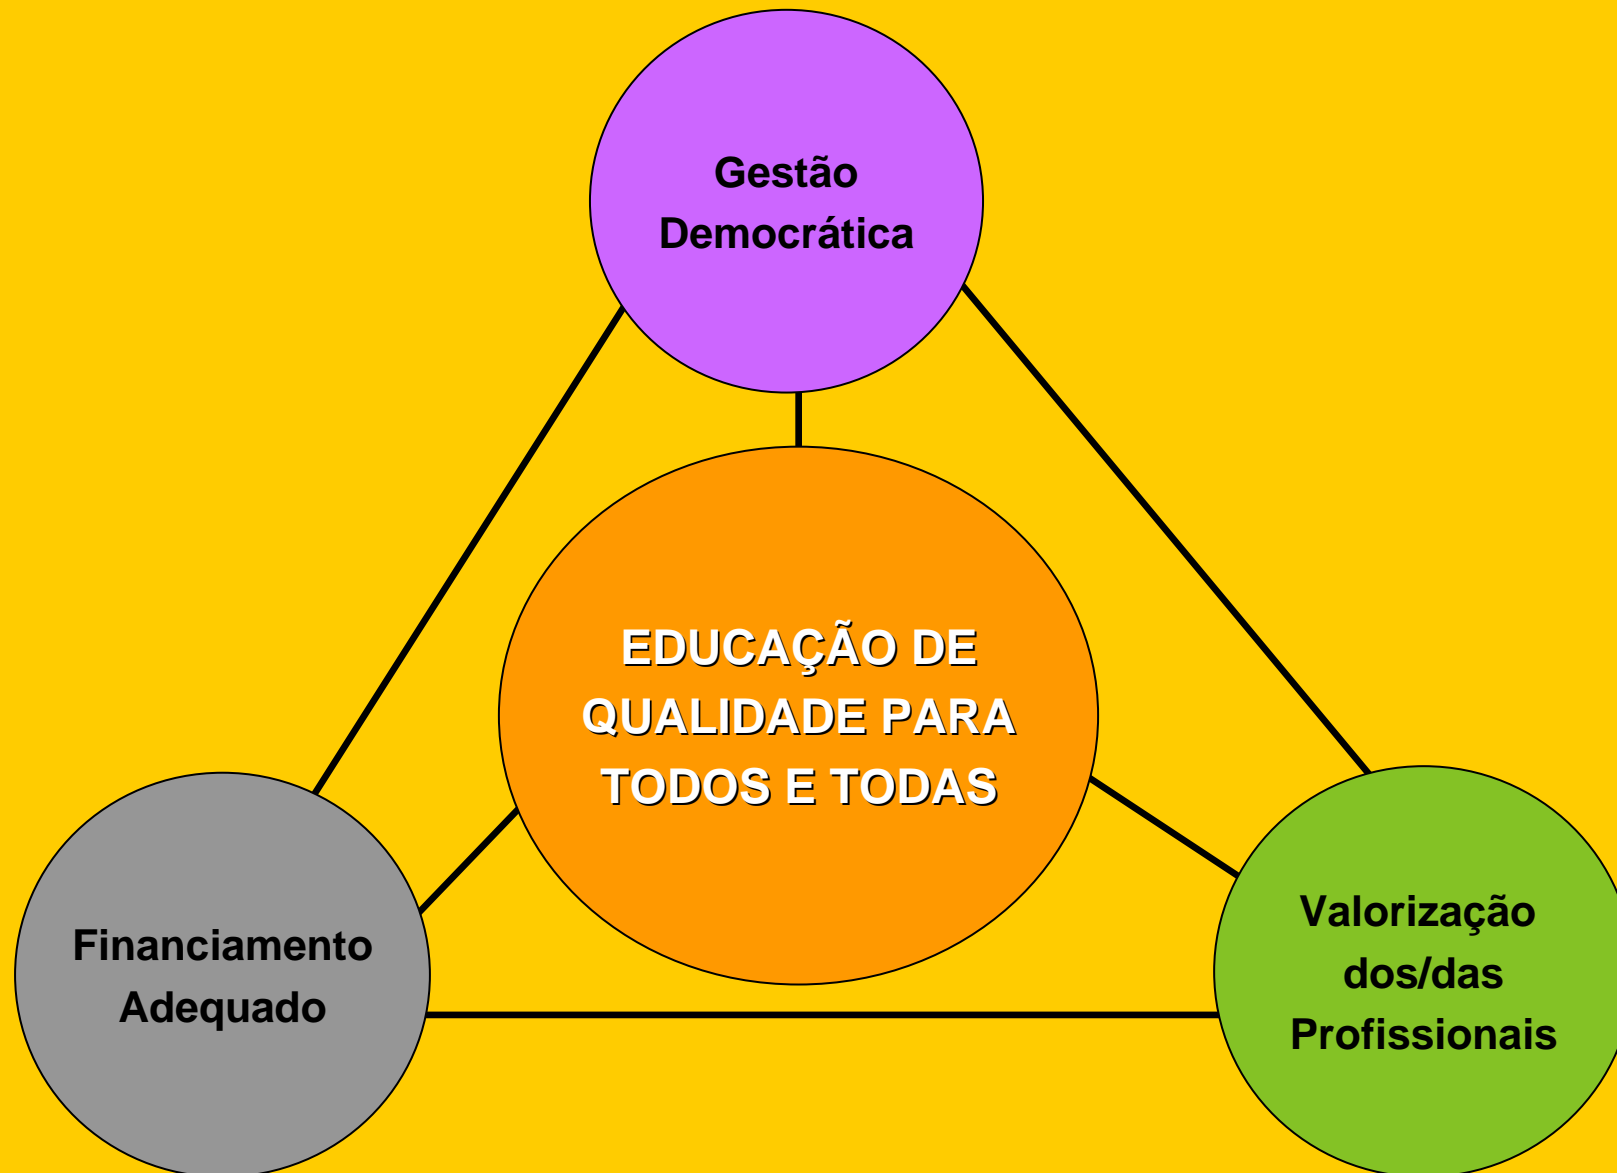 Gestão
Democrática
EDUCAÇÃO DE
QUALIDADE PARA
TODOS E TODAS
Financiamento
Adequado
Valorização
dos/das
Profissionais